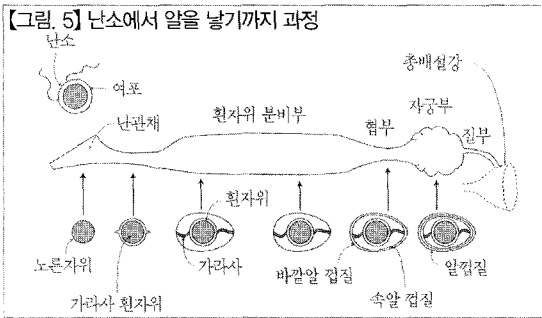 【그림. 5】 난소에서 알을 낳기까지 과정
난소
여포
난관채
흰자위 분비부
협부
자궁부
총배설강
질부
흰자위
노른자위
가라사
바깥알 껍질
알껍질
가라사 흰자위
속알 껍질